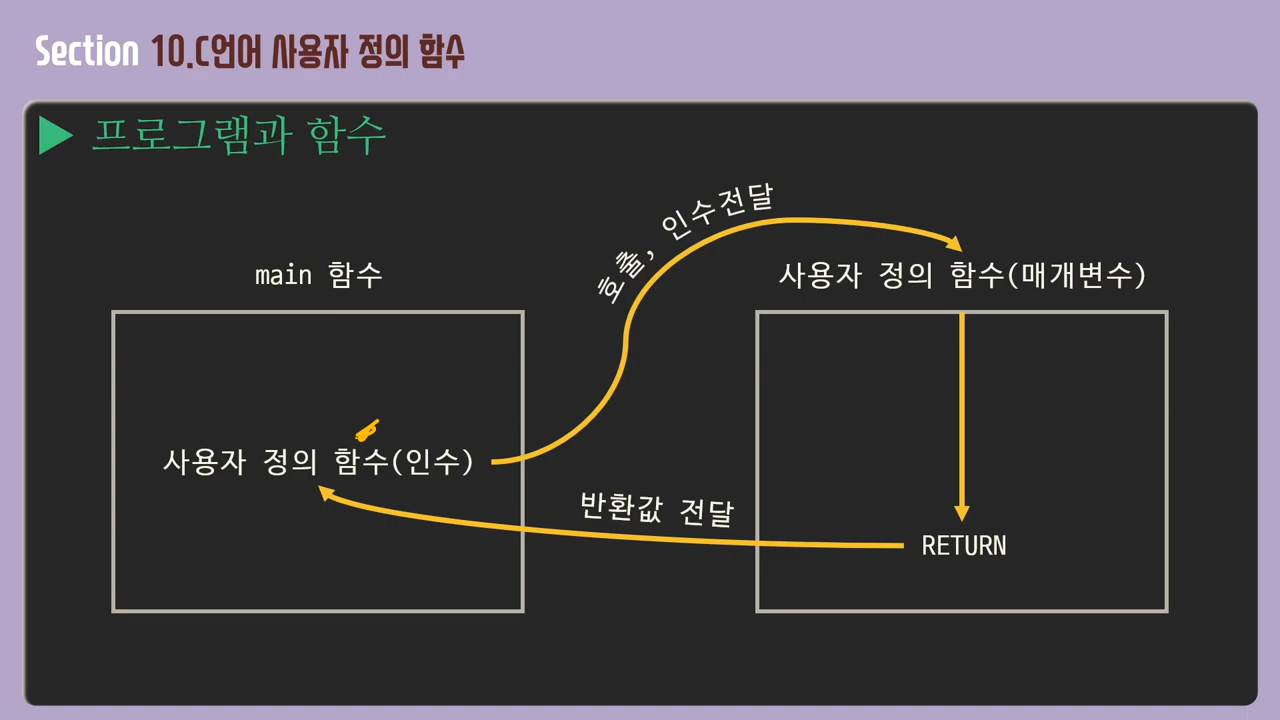 Section 10.C언어 사용자 정의 함수
▶ 프로그램과 함수
호출, 인수전달
main 함수
사용자 정의 함수(매개변수)
사용자 정의 함수(인수)
반환값 전달
RETURN